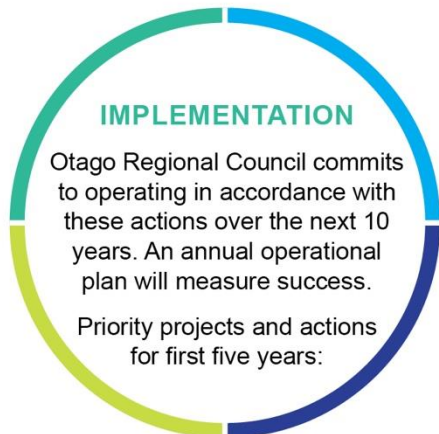 IMPLEMENTATION
Otago Regional Council commits
to operating in accordance with
these actions over the next 10
years. An annual operational
plan will measure success.
Priority projects and actions
for first five years: